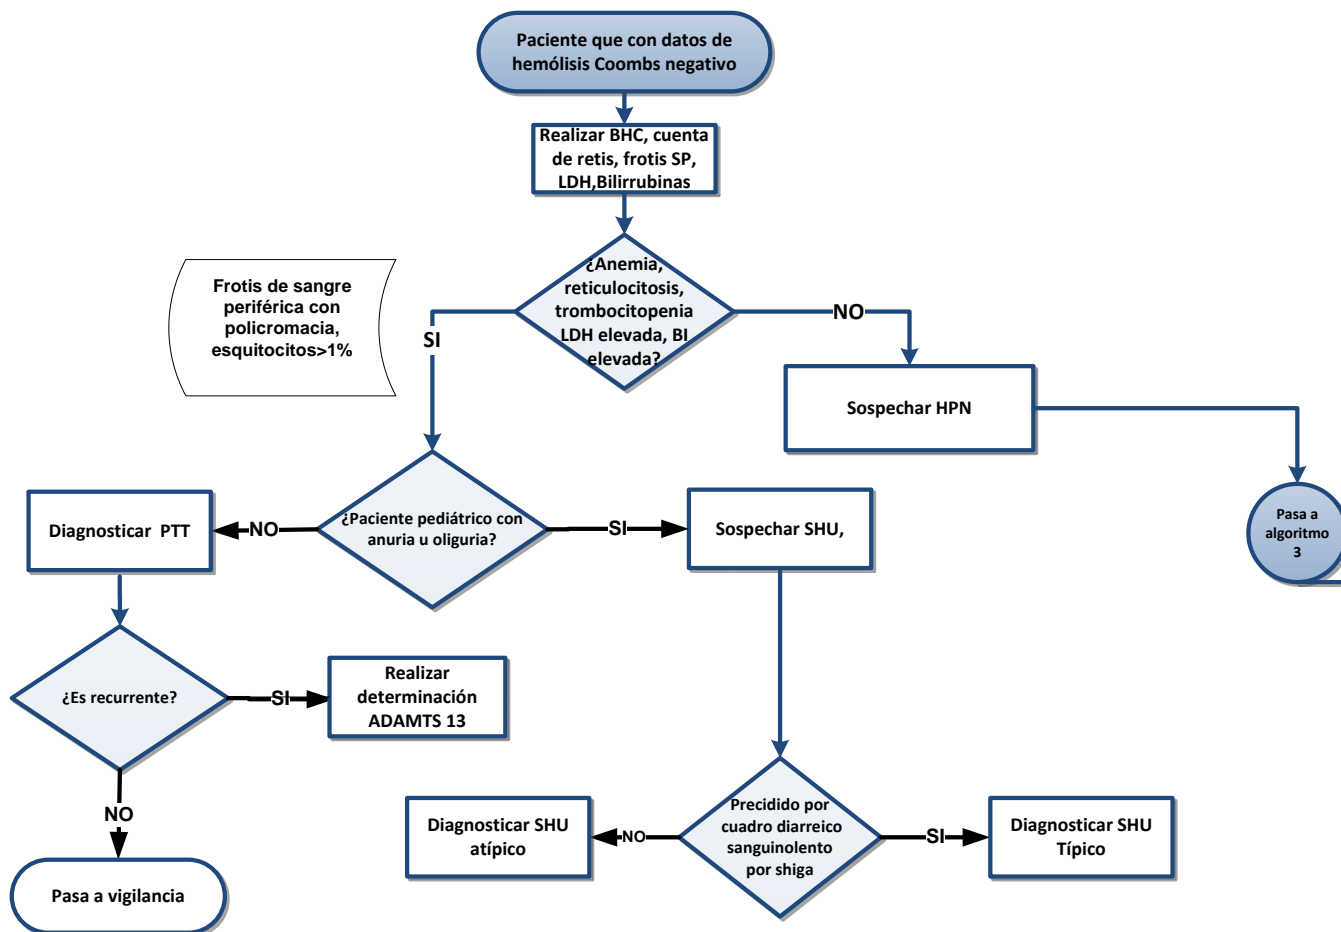 Paciente que con datos de
hemólisis Coombs negativo
Realizar BHC, cuenta
de retis, frotis SP,
LDH,Bilirrubinas
¿Anemia,
reticulocitosis,
trombocitopenia
LDH elevada, BI
elevada?
Frotis de sangre
periférica con
policromacia,
esquitocitos>1%
SI
NO
Sospechar HPN
Diagnosticar PTT
NO
¿Paciente pediátrico con
anuria u oliguria?
SI
Sospechar SHU,
Pasa a
algoritmo
3
¿Es recurrente?
SI
Realizar
determinación
ADAMTS 13
NO
Pasa a vigilancia
Diagnosticar SHU
atípico
NO
Precidido por
cuadro diarreico
sanguinolento
por shiga
SI
Diagnosticar SHU
Típico